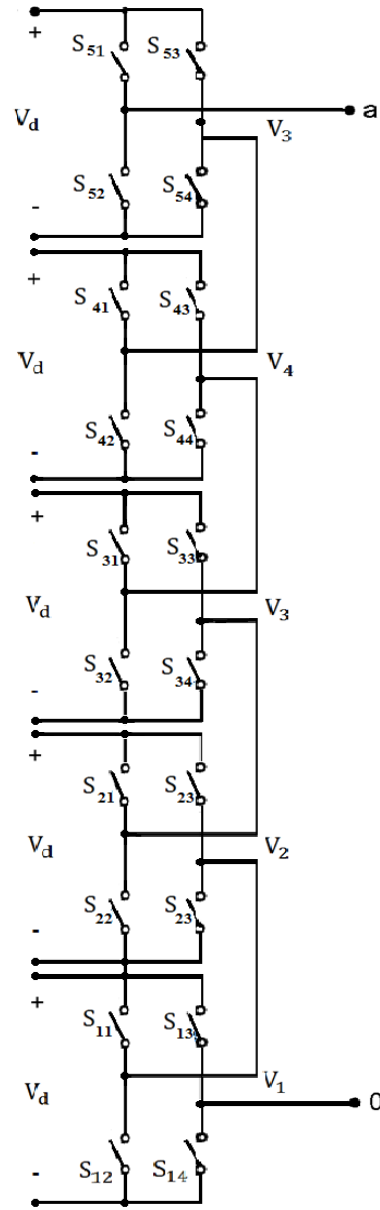 +
S51 S53
a
Vd V3
S52 S54
-
+
S41 S43
Vd V4
S42 S44
-
+
S31 S33
Vd V3
S32 S34
-
+
S21 S23
Vd V2
S22 S23
-
+
S11 S13
V1
Vd 0
S12 S14
-